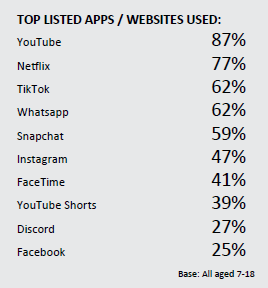 TOP LISTED APPS / WEBSITES USED:
YouTube 87%
Netflix 77%
TikTok 62%
Whatsapp 62%
Snapchat 59%
Instagram 47%
FaceTime 41%
YouTube Shorts 39%
Discord 27%
Facebook 25%
Base: All aged 7-18